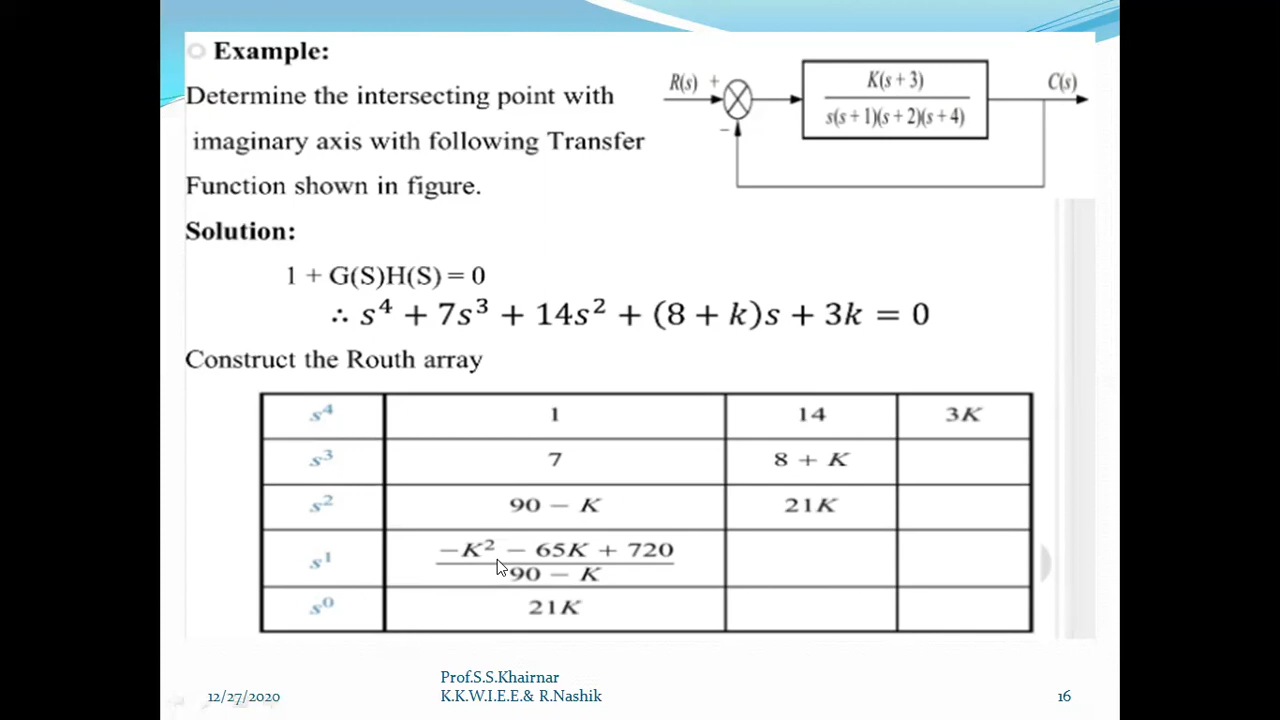 Example:
Determine the intersecting point with
imaginary axis with following Transfer
Function shown in figure.
R(s) + −
K(s + 3)
s(s + 1)(s + 2)(s + 4)
C(s)
Solution:
1 + G(S)H(S) = 0
∴ s⁴ + 7s³ + 14s² + (8 + k)s + 3k = 0
Construct the Routh array
s⁴ 1 14 3K
s³ 7 8 + K
s² 90 − K 21K
s¹ −K² − 65K + 720
90 − K
s⁰ 21K
12/27/2020
Prof.S.S.Khairnar
K.K.W.I.E.E.& R.Nashik
16